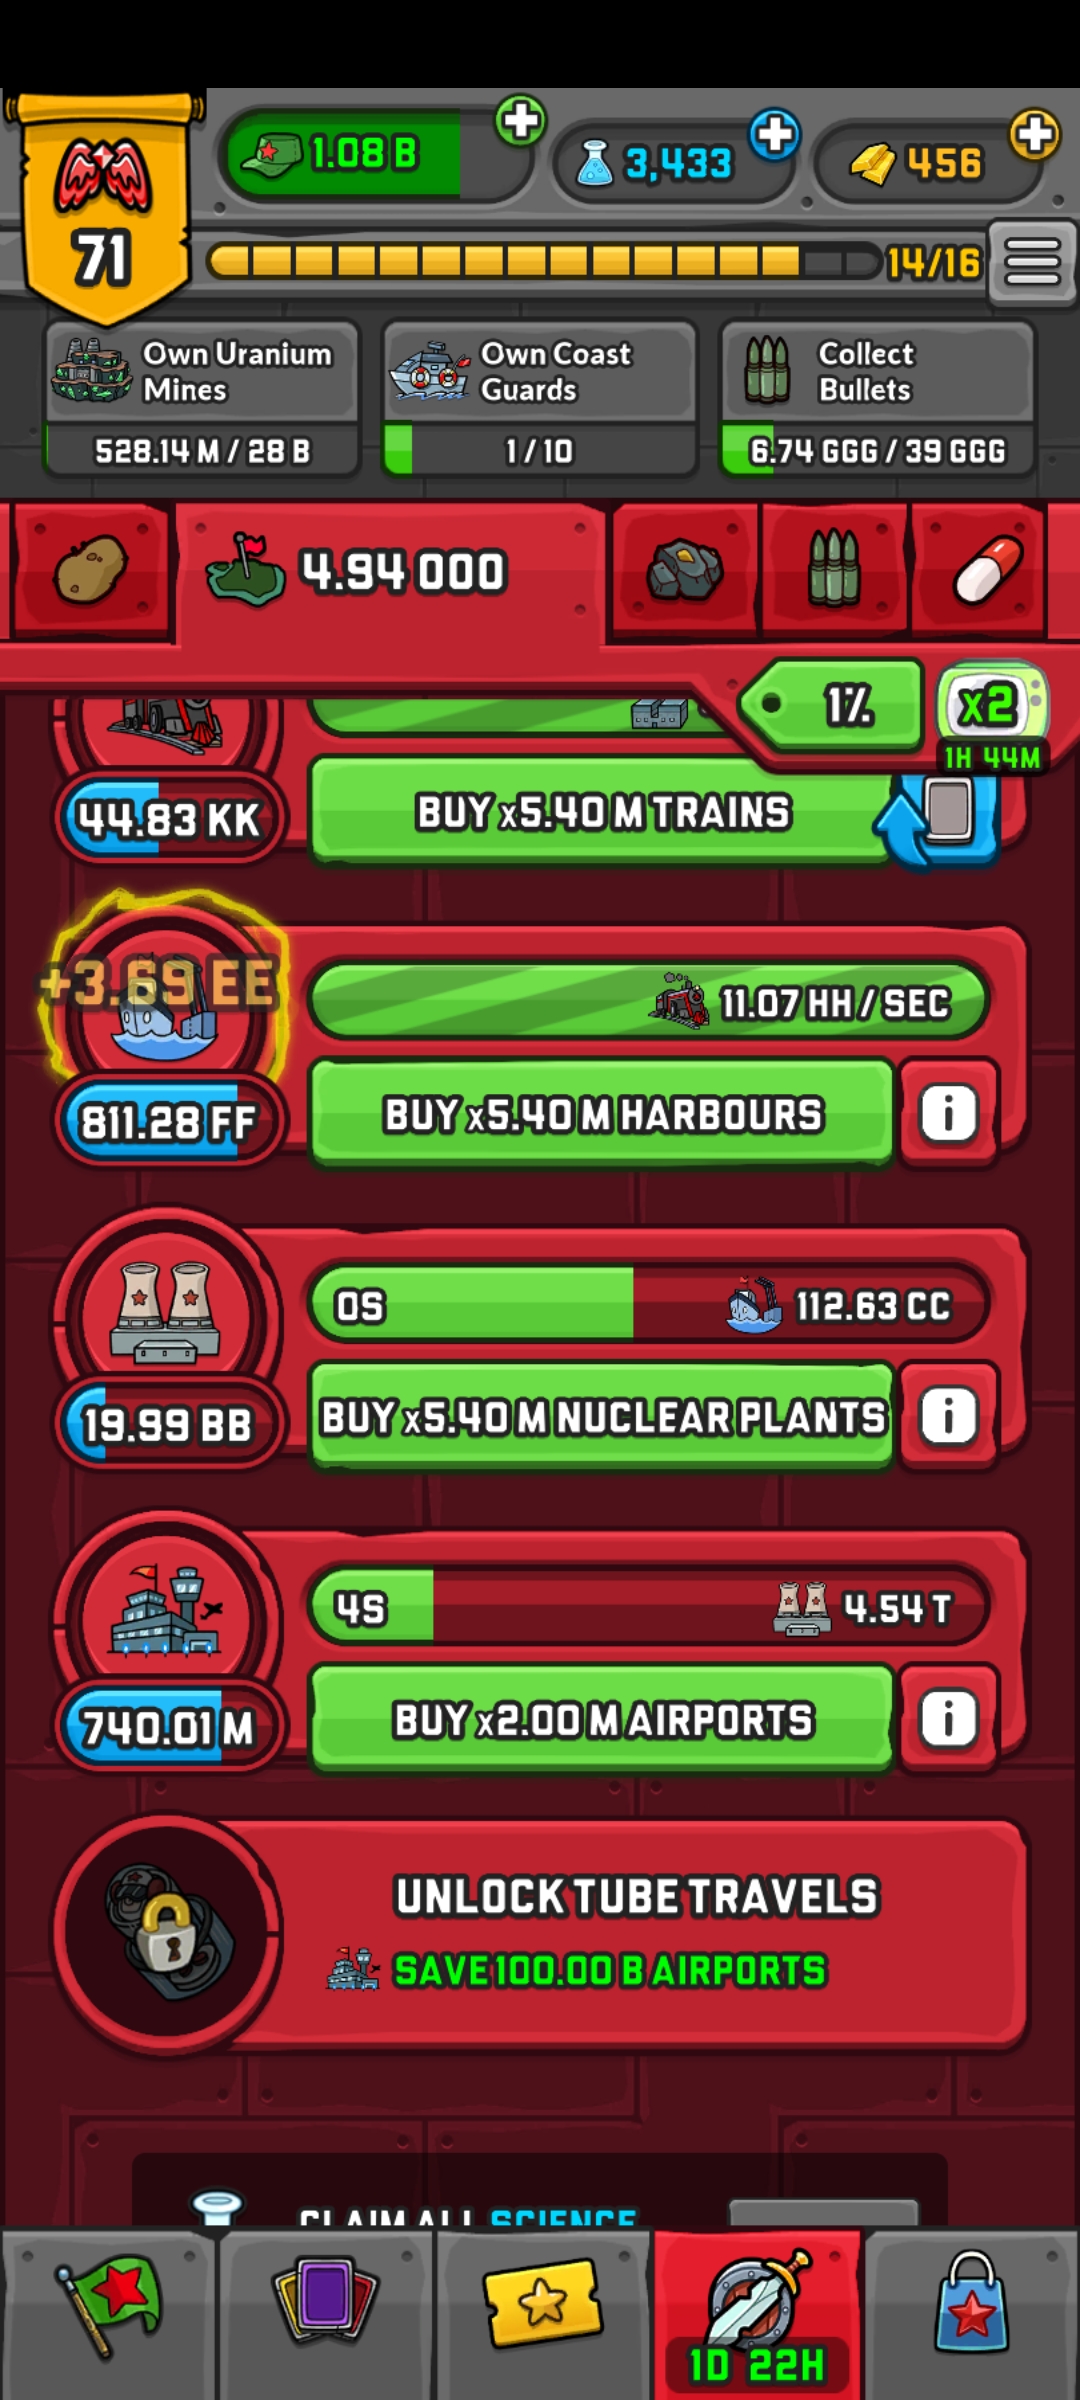 1.08 B
3,433
456
71
14/16
Own Uranium
Mines
528.14 M / 28 B
Own Coast
Guards
1 / 10
Collect
Bullets
6.74 GGG / 39 GGG
4.94 OOO
1%
x2
1H 44M
44.83 KK
BUY x5.40 M TRAINS
+3.69 EE
11.07 HH / SEC
811.28 FF
BUY x5.40 M HARBOURS
i
0S
112.63 CC
19.99 BB
BUY x5.40 M NUCLEAR PLANTS
i
4S
4.54 T
740.01 M
BUY x2.00 M AIRPORTS
i
UNLOCK TUBE TRAVELS
SAVE 100.00 B AIRPORTS
CLAIM ALL SCIENCE
1D 22H